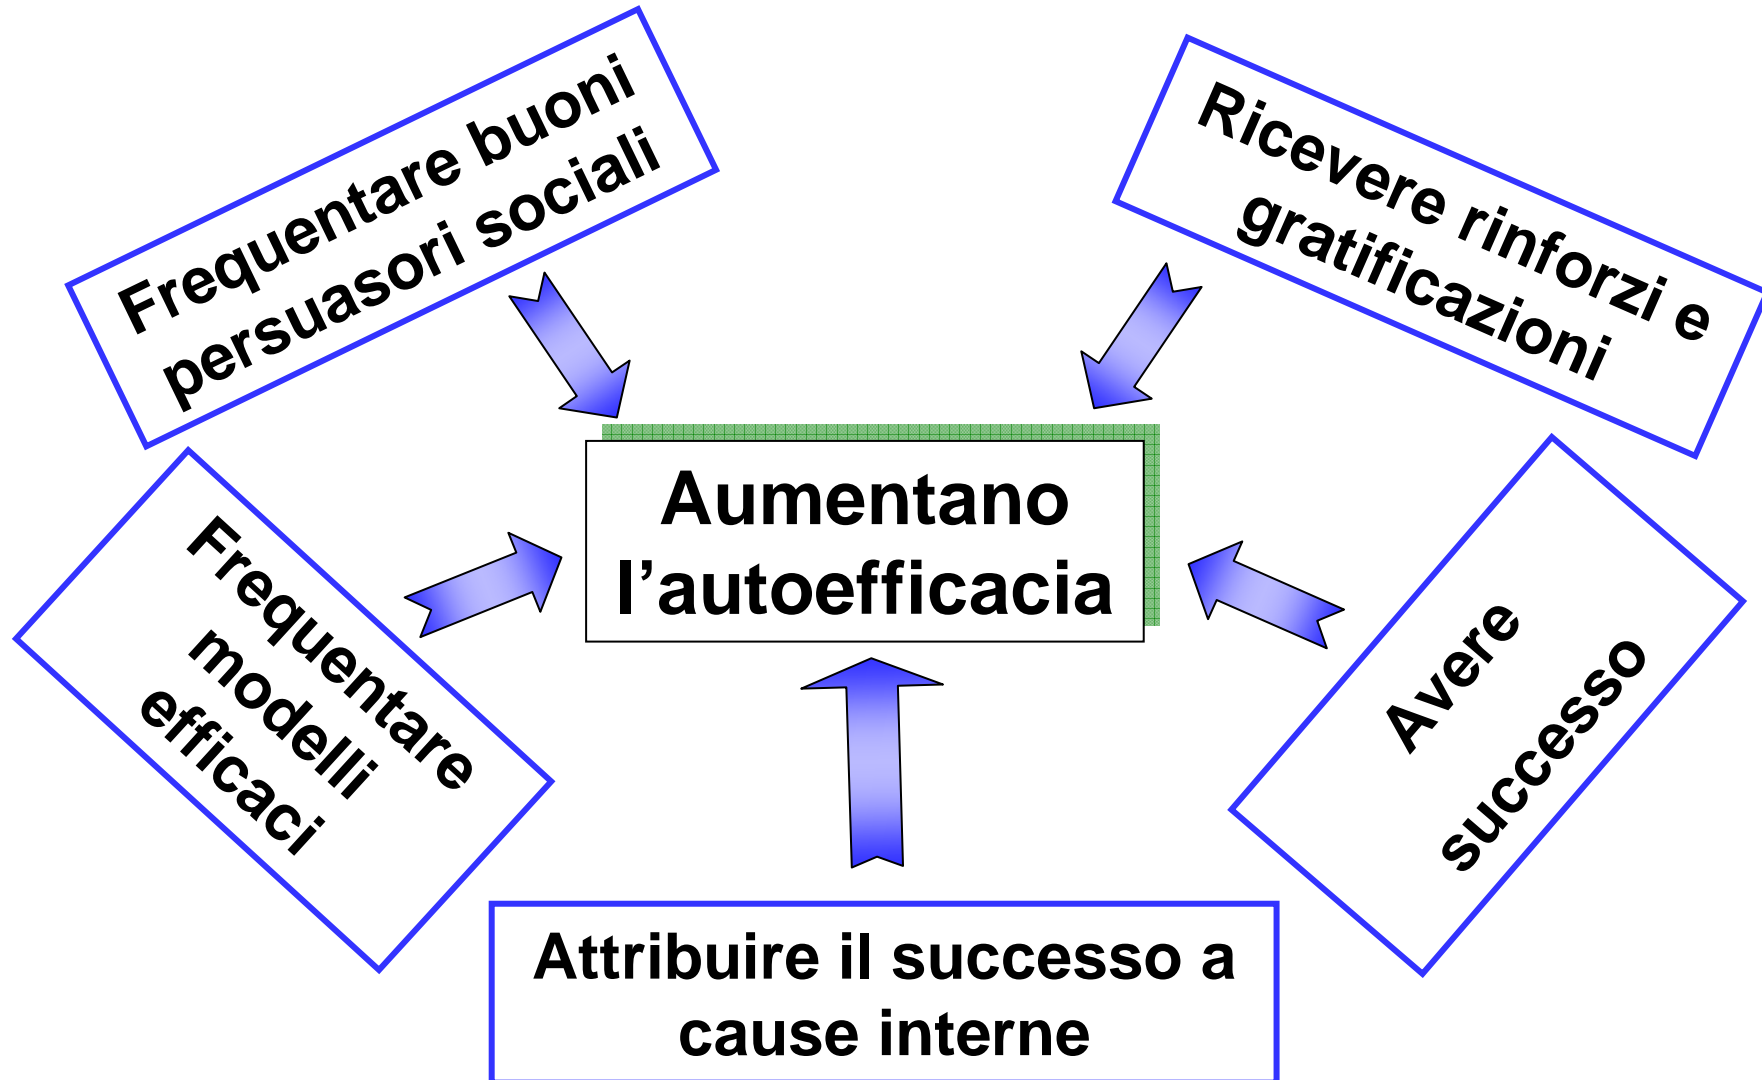 Frequentare buoni
persuasori sociali
Ricevere rinforzi e
gratificazioni
Aumentano
l’autoefficacia
Frequentare
modelli
efficaci
Avere
successo
Attribuire il successo a
cause interne